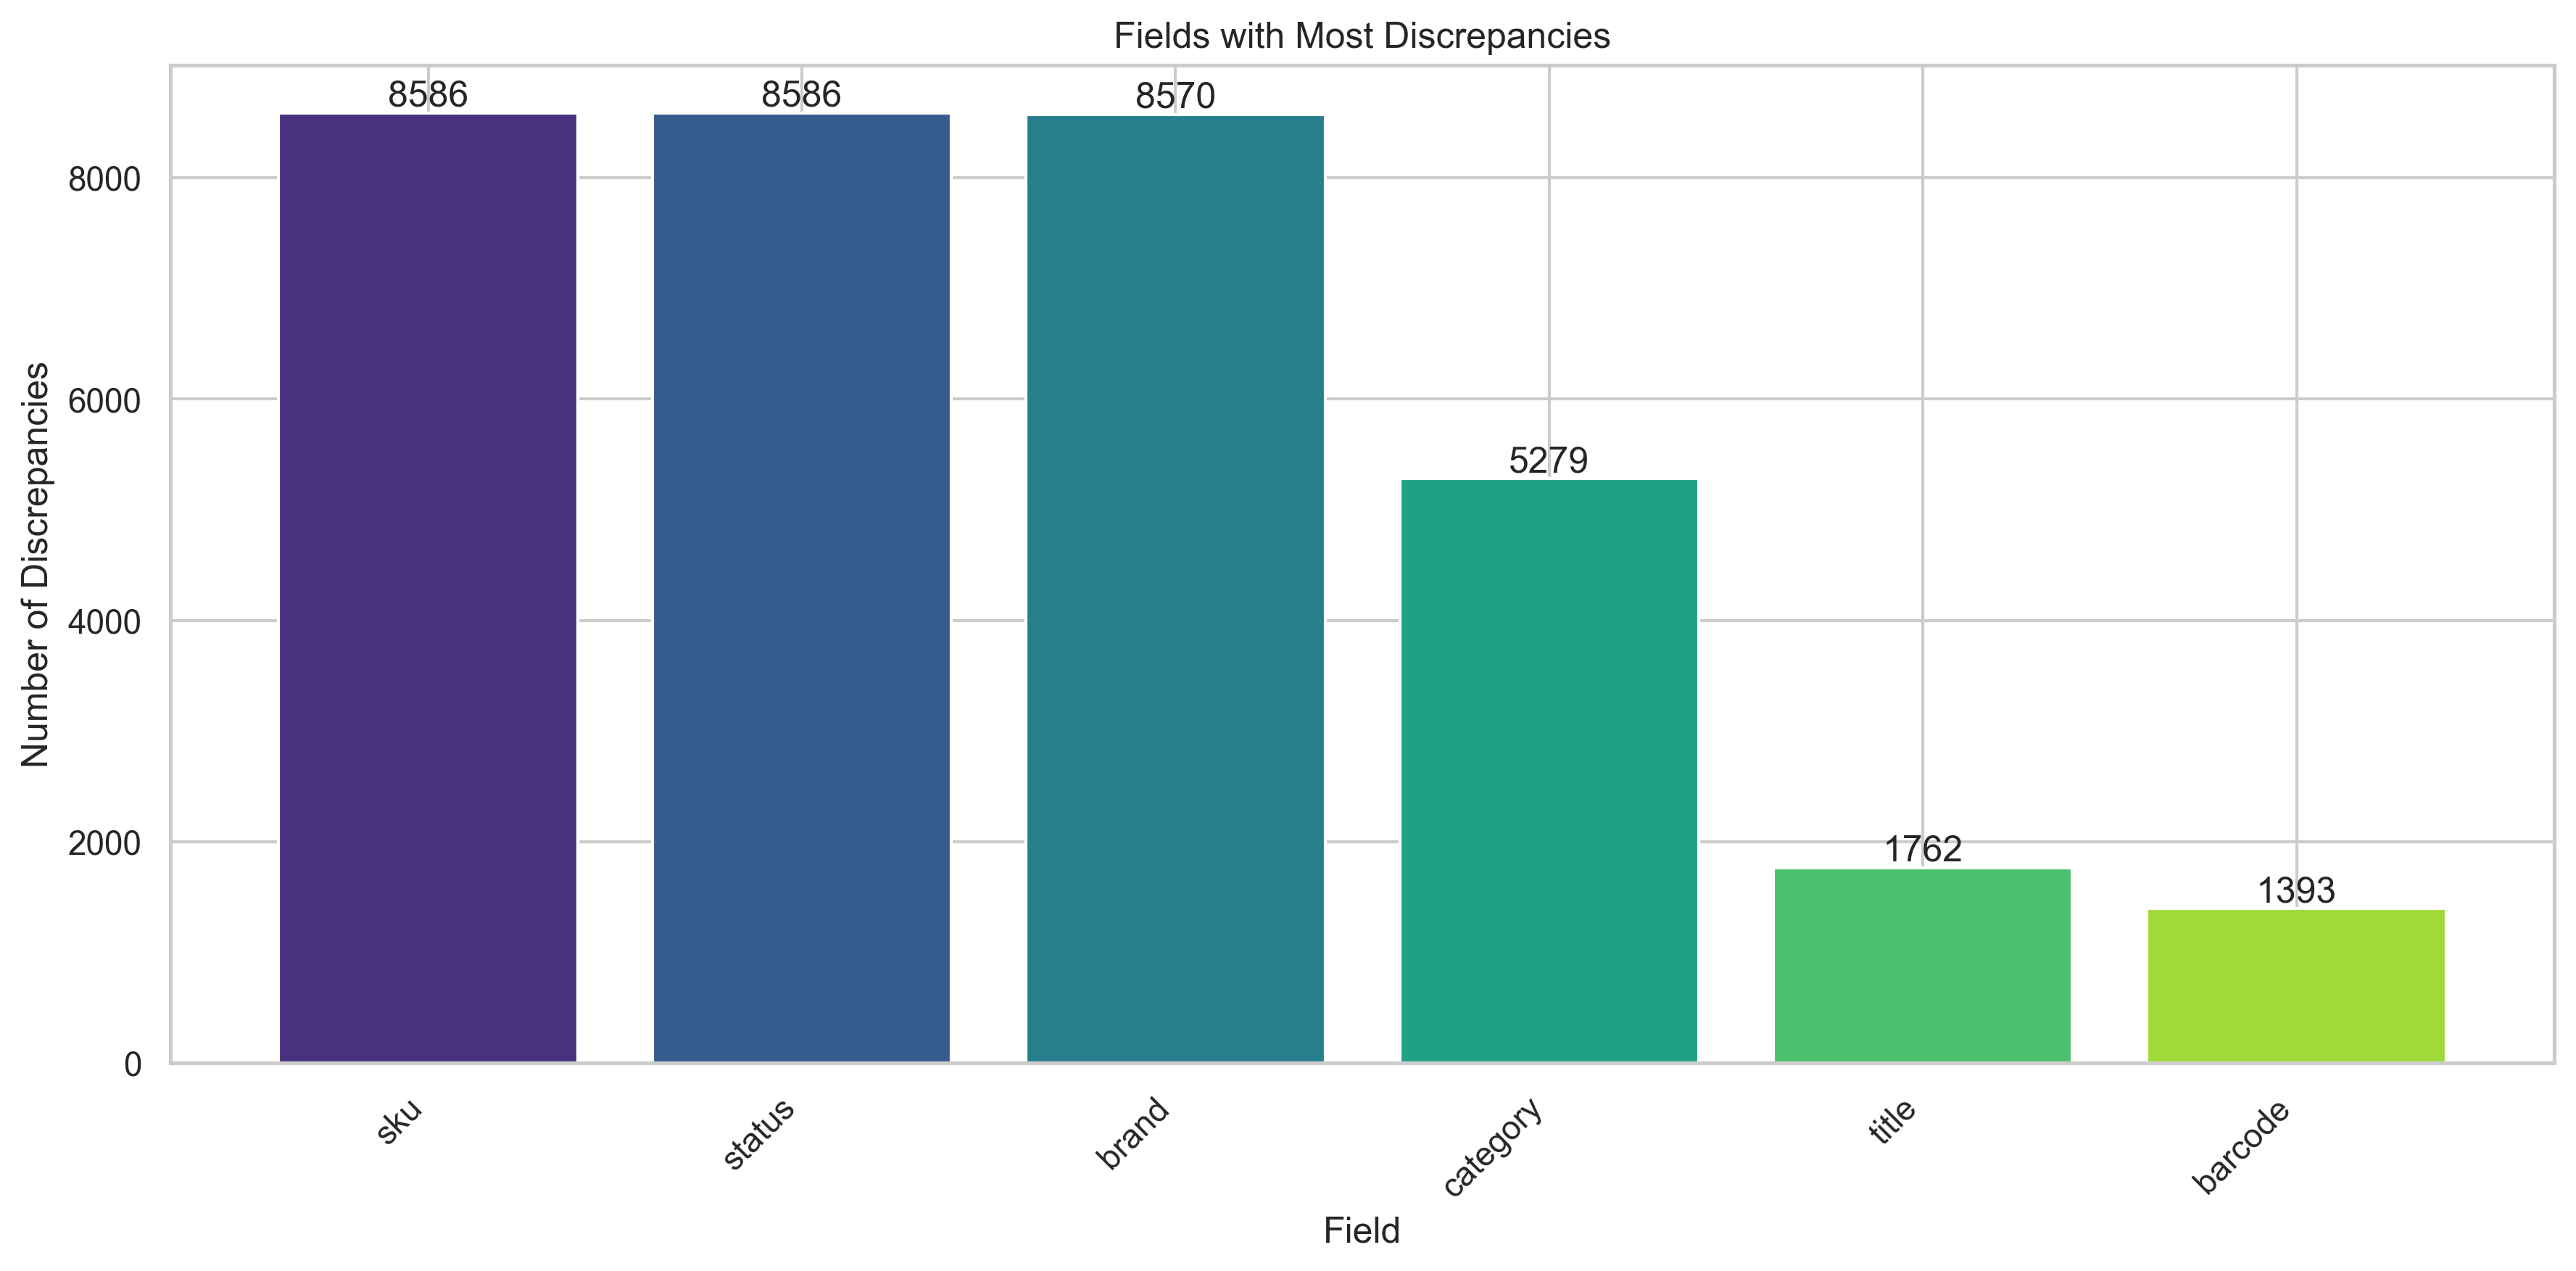 Fields with Most Discrepancies
8586
8586
8570
5279
1762
1393
8000
6000
4000
2000
0
Number of Discrepancies
sku
status
brand
category
title
barcode
Field